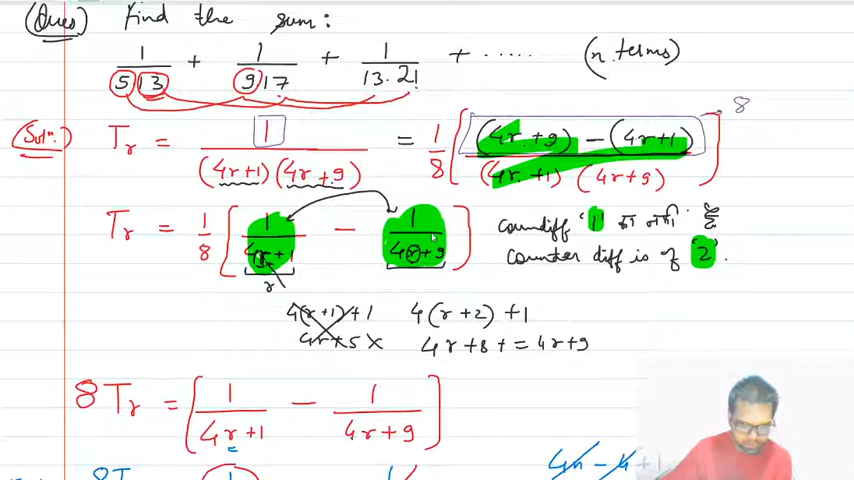 (Ques) find the sum:
1/5·13 + 1/9·17 + 1/13·21 + ..... (n terms)
(Soln.) Tr = 1/(4r+1)(4r+9) = 1/8 [ (4r+9) - (4r+1) / (4r+1) (4r+9) ] → 8
Tr = 1/8 [ 1/4r+1 - 1/4r+9 ]
'1' का नहीं है
counter diff is of '2'.
r
4(r+1)+1 4(r+2)+1
4r+5 × 4r+8+ = 4r+9
8Tr = [ 1/4r+1 - 1/4r+9 ]
4n - 4 + 1